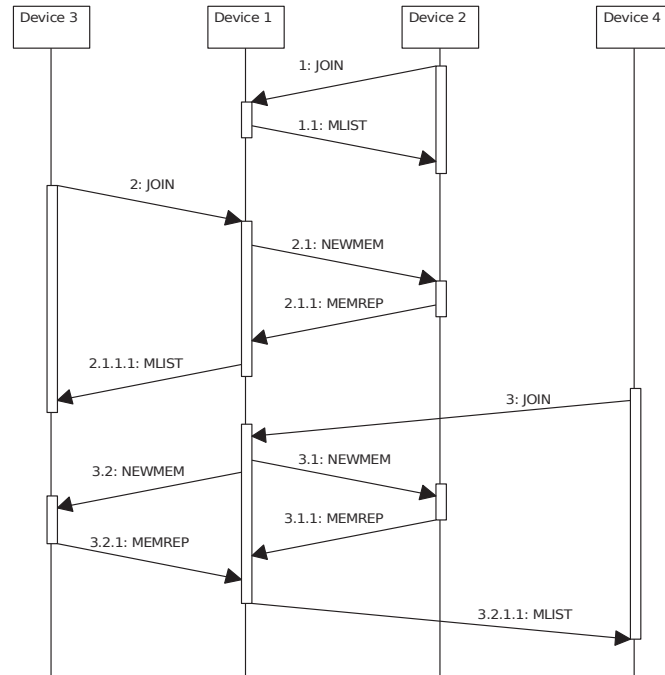 Device 3
Device 1
Device 2
Device 4
1: JOIN
1.1: MLIST
2: JOIN
2.1: NEWMEM
2.1.1: MEMREP
2.1.1.1: MLIST
3: JOIN
3.1: NEWMEM
3.2: NEWMEM
3.1.1: MEMREP
3.2.1: MEMREP
3.2.1.1: MLIST